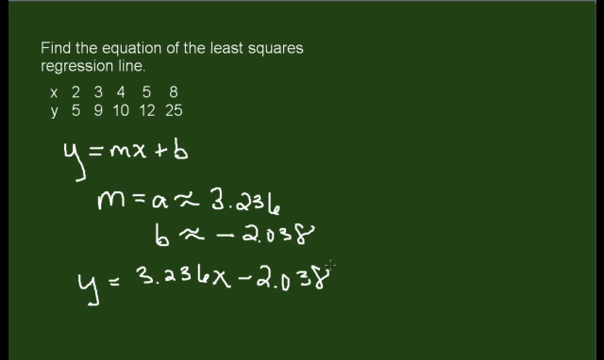 Find the equation of the least squares
regression line.
x 2 3 4 5 8
y 5 9 10 12 25
y = mx + b
m = a ≈ 3.236
b ≈ - 2.038
y = 3.236x - 2.038